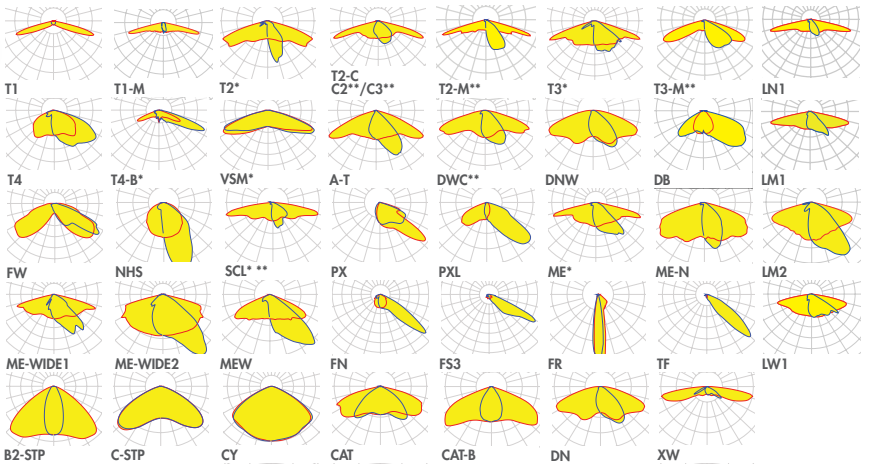 T1
T1-M
T2*
T2-C
C2**/C3**
T2-M**
T3*
T3-M**
LN1
T4
T4-B*
VSM*
A-T
DWC**
DNW
DB
LM1
FW
NHS
SCL* **
PX
PXL
ME*
ME-N
LM2
ME-WIDE1
ME-WIDE2
MEW
FN
FS3
FR
TF
LW1
B2-STP
C-STP
CY
CAT
CAT-B
DN
XW